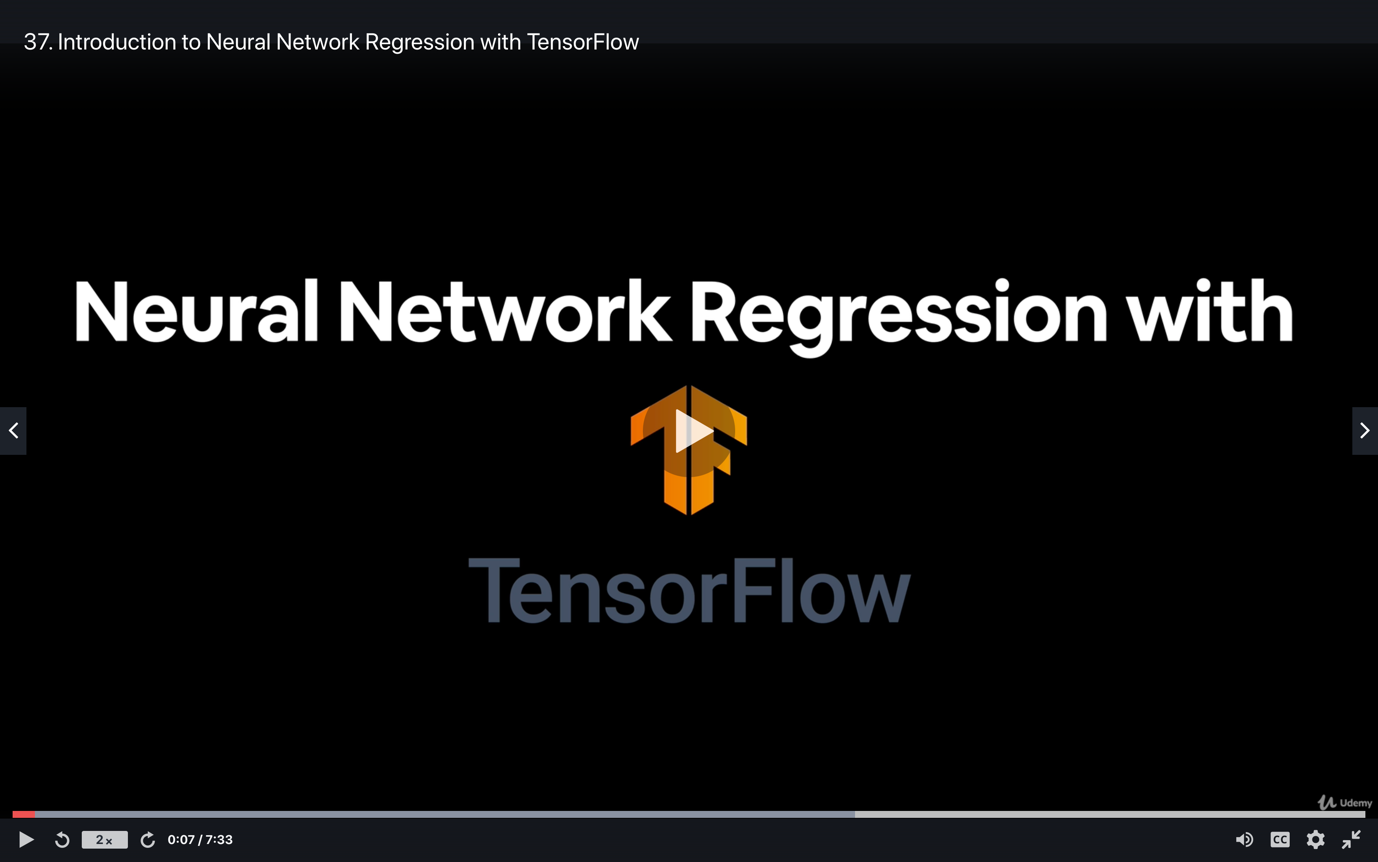 37. Introduction to Neural Network Regression with TensorFlow
Neural Network Regression with
TensorFlow
Udemy
2x 0:07 / 7:33 CC